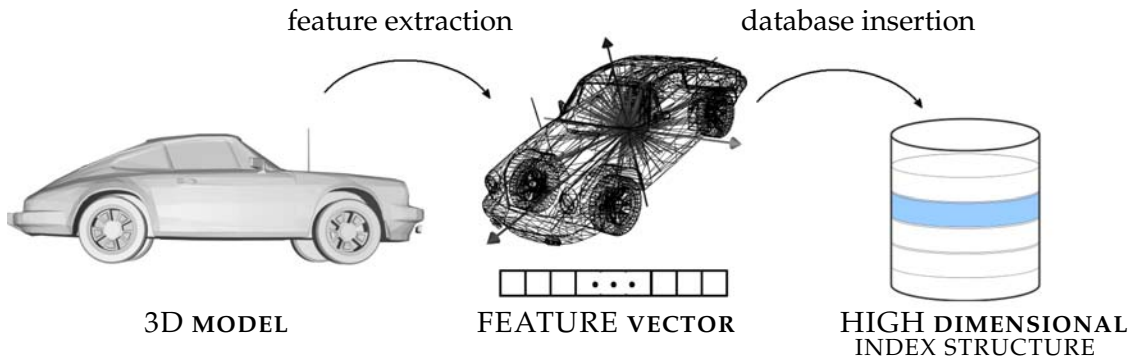 feature extraction
database insertion
3D MODEL
FEATURE VECTOR
HIGH DIMENSIONAL
INDEX STRUCTURE